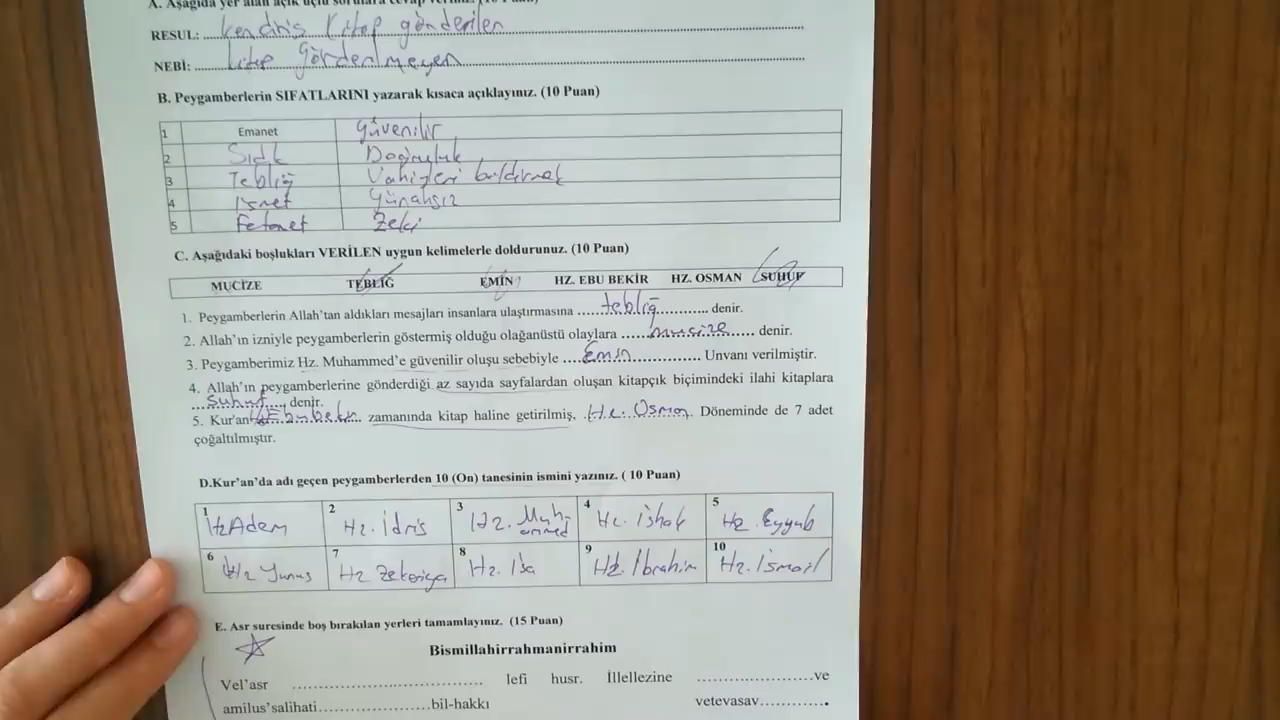 A. Aşağıda yer alan açık uçlu sorulara cevap veriniz. (10 Puan)
RESUL: kendiris Kitap gönderilen
NEBİ: kitap gönderilmeyen
B. Peygamberlerin SIFATLARINI yazarak kısaca açıklayınız. (10 Puan)
1 Emanet Güvenilir
2 Sıdk Doğruluk
3 Tebliğ Vahiyleri bildirmek
4 İsmet Günahsız
5 Fetanet Zeki
C. Aşağıdaki boşlukları VERİLEN uygun kelimelerle doldurunuz. (10 Puan)
MUCİZE TEBLİĞ EMİN HZ. EBU BEKİR HZ. OSMAN SUHUF
1. Peygamberlerin Allah'tan aldıkları mesajları insanlara ulaştırmasına ......tebliğ............ denir.
2. Allah'ın izniyle peygamberlerin göstermiş olduğu olağanüstü olaylara ......mucize...... denir.
3. Peygamberimiz Hz. Muhammed'e güvenilir oluşu sebebiyle ....Emin.................. Unvanı verilmiştir.
4. Allah'ın peygamberlerine gönderdiği az sayıda sayfalardan oluşan kitapçık biçimindeki ilahi kitaplara
....Suhuf...., denir.
5. Kur'an Ebubekir.... zamanında kitap haline getirilmiş, .Hz. Osman. Döneminde de 7 adet
çoğaltılmıştır.
D.Kur'an'da adı geçen peygamberlerden 10 (On) tanesinin ismini yazınız. ( 10 Puan)
1 Hz Adem 2 Hz. İdris 3 Hz. Muhammed 4 Hz. İshak 5 Hz. Eyyub
6 Hz Yunus 7 Hz Zekeriya 8 Hz. İsa 9 Hz. İbrahim 10 Hz. İsmail
E. Asr suresinde boş bırakılan yerleri tamamlayınız. (15 Puan)
Bismillahirrahmanirrahim
Vel'asr .................................... lefi husr. İllellezine ......................ve
amilus'salihati.....................bil-hakkı vetevasav.............